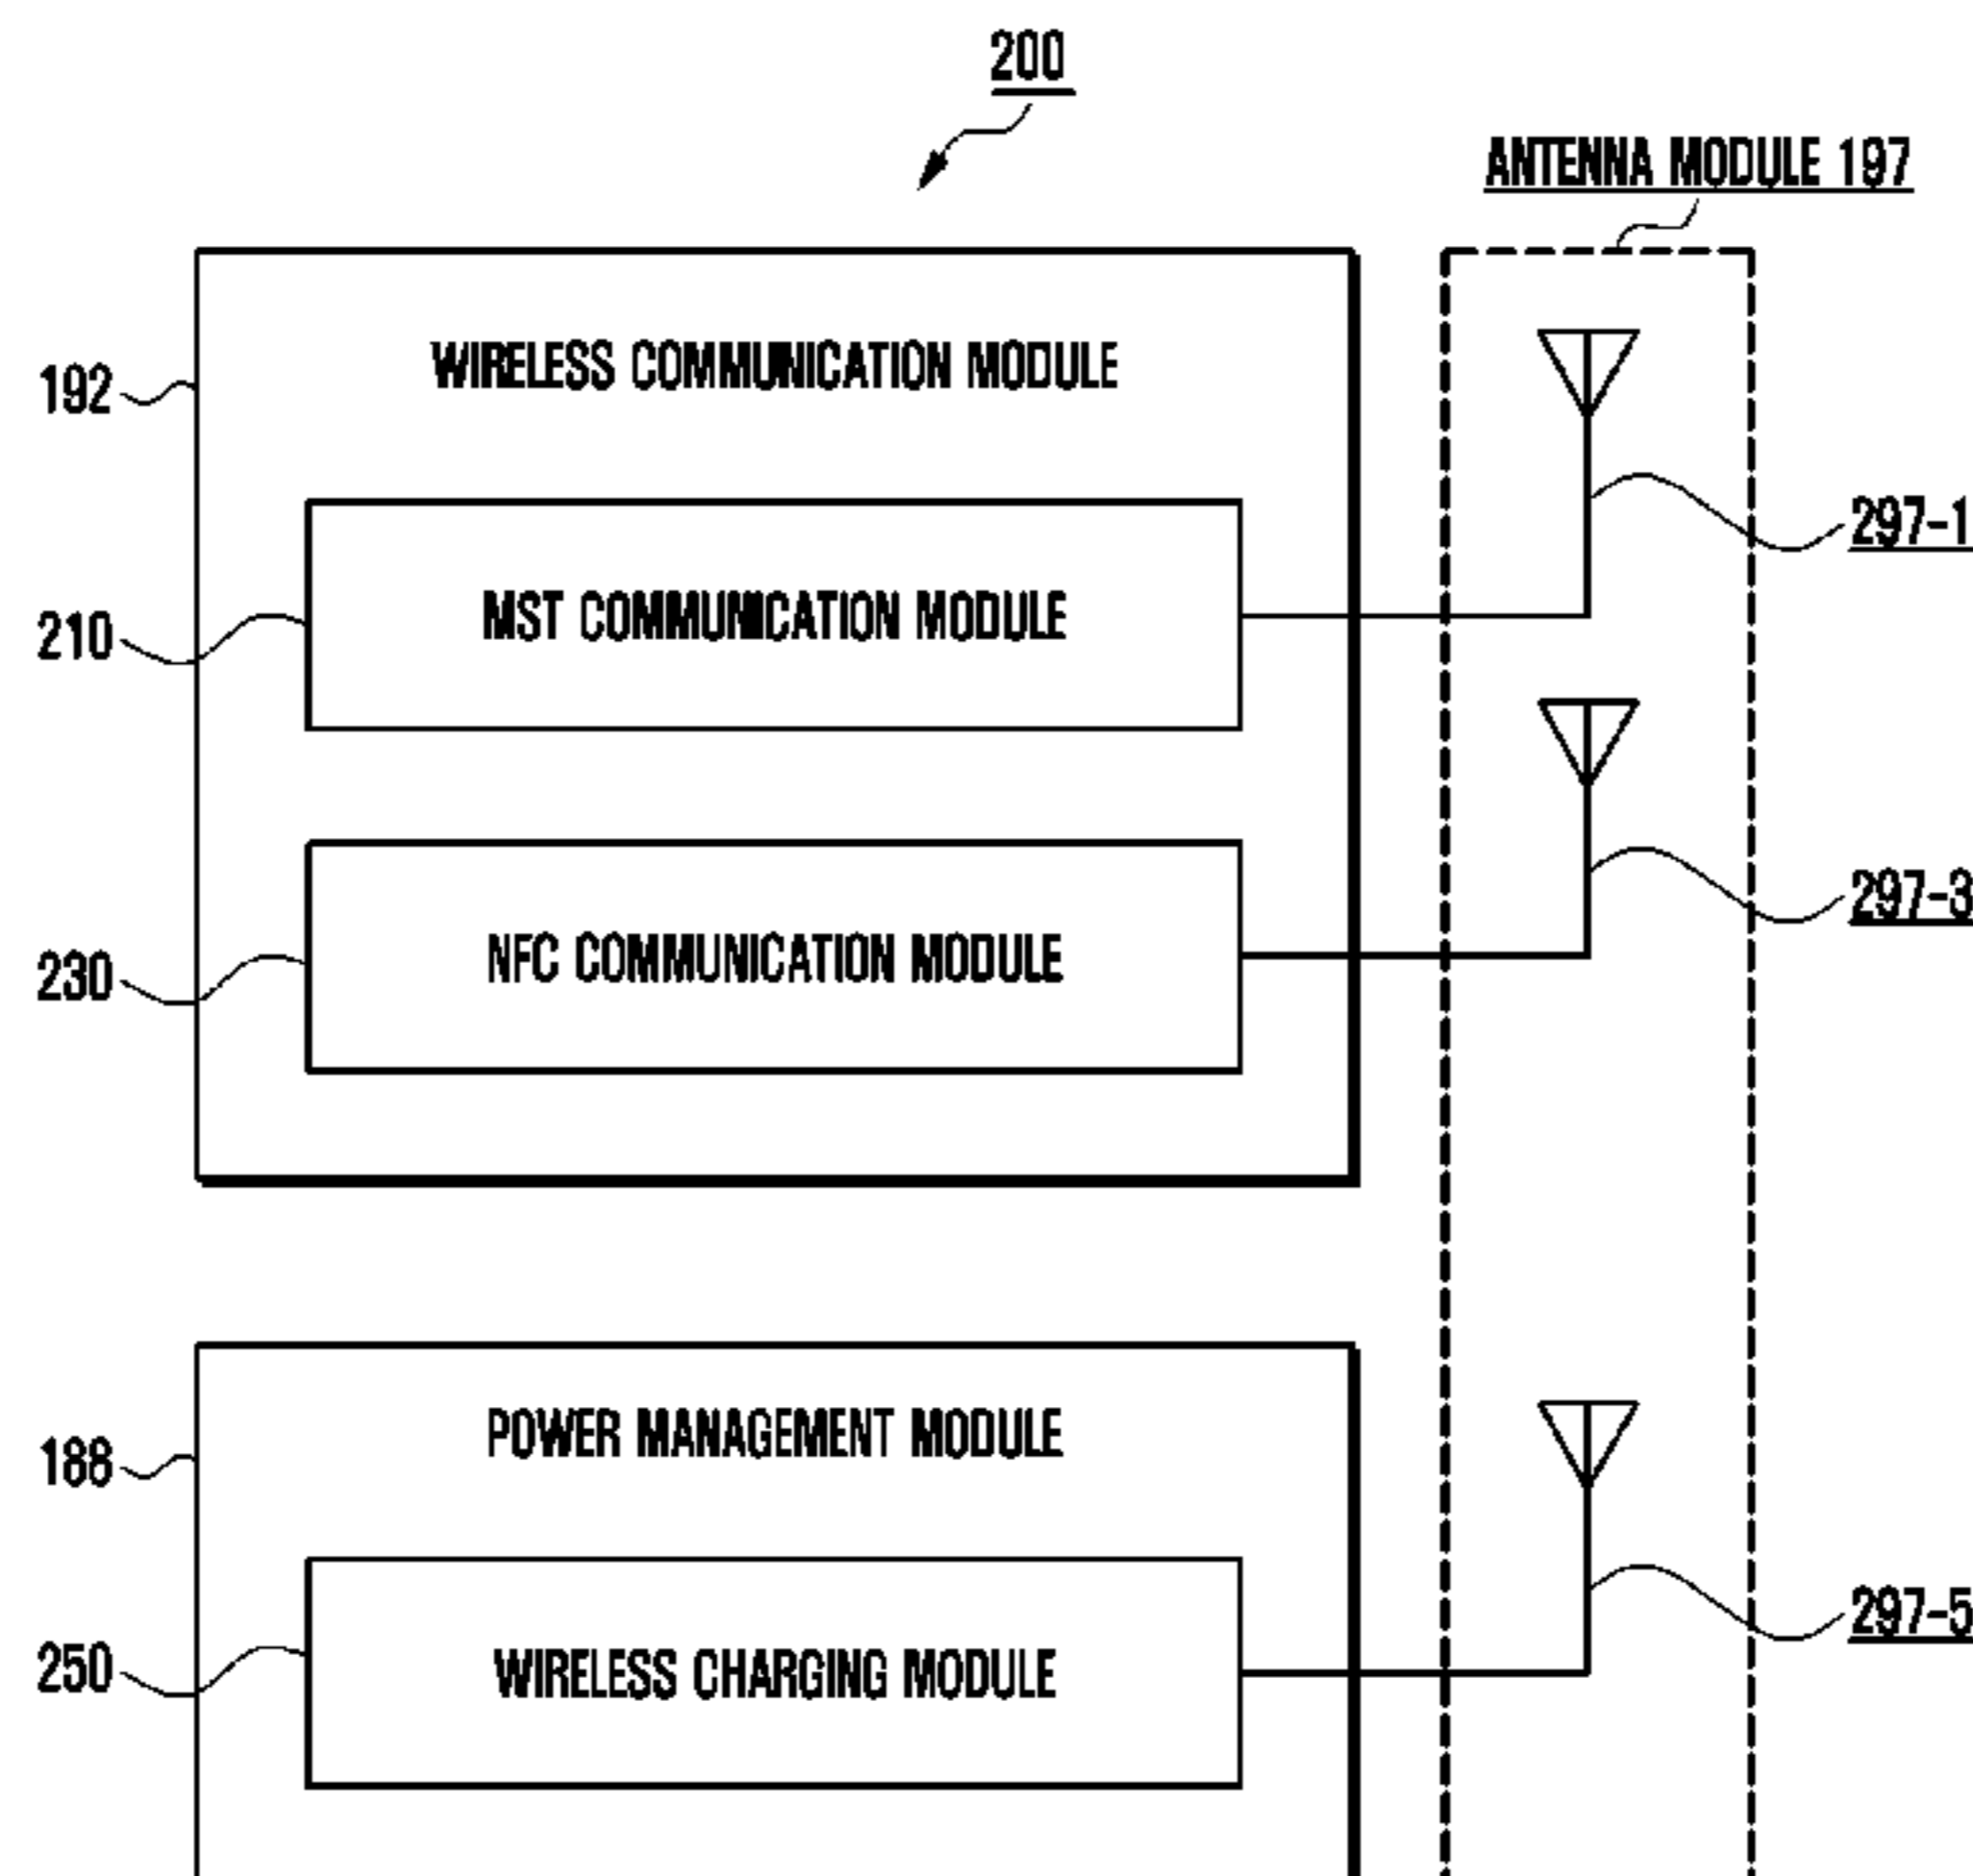 200
ANTENNA MODULE 197
192
WIRELESS COMMUNICATION MODULE
297-1
210
MST COMMUNICATION MODULE
297-3
230
NFC COMMUNICATION MODULE
188
POWER MANAGEMENT MODULE
297-5
250
WIRELESS CHARGING MODULE